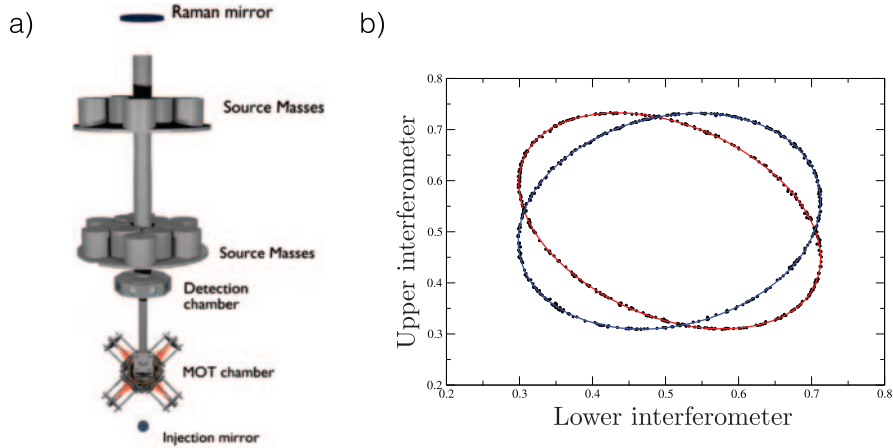 a)
Raman mirror
Source Masses
Source Masses
Detection
chamber
MOT chamber
Injection mirror
b)
Upper interferometer
0.8
0.7
0.6
0.5
0.4
0.3
0.2
0.2 0.3 0.4 0.5 0.6 0.7 0.8
Lower interferometer